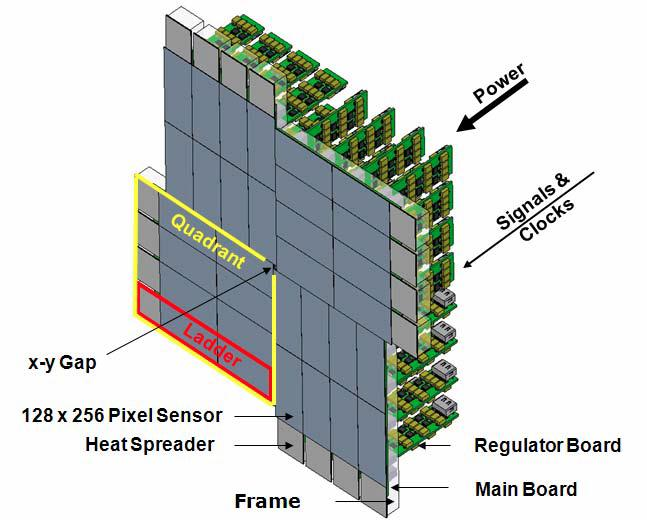 Power
Signals &
Clocks
Quadrant
Ladder
x-y Gap
128 x 256 Pixel Sensor
Heat Spreader
Regulator Board
Main Board
Frame